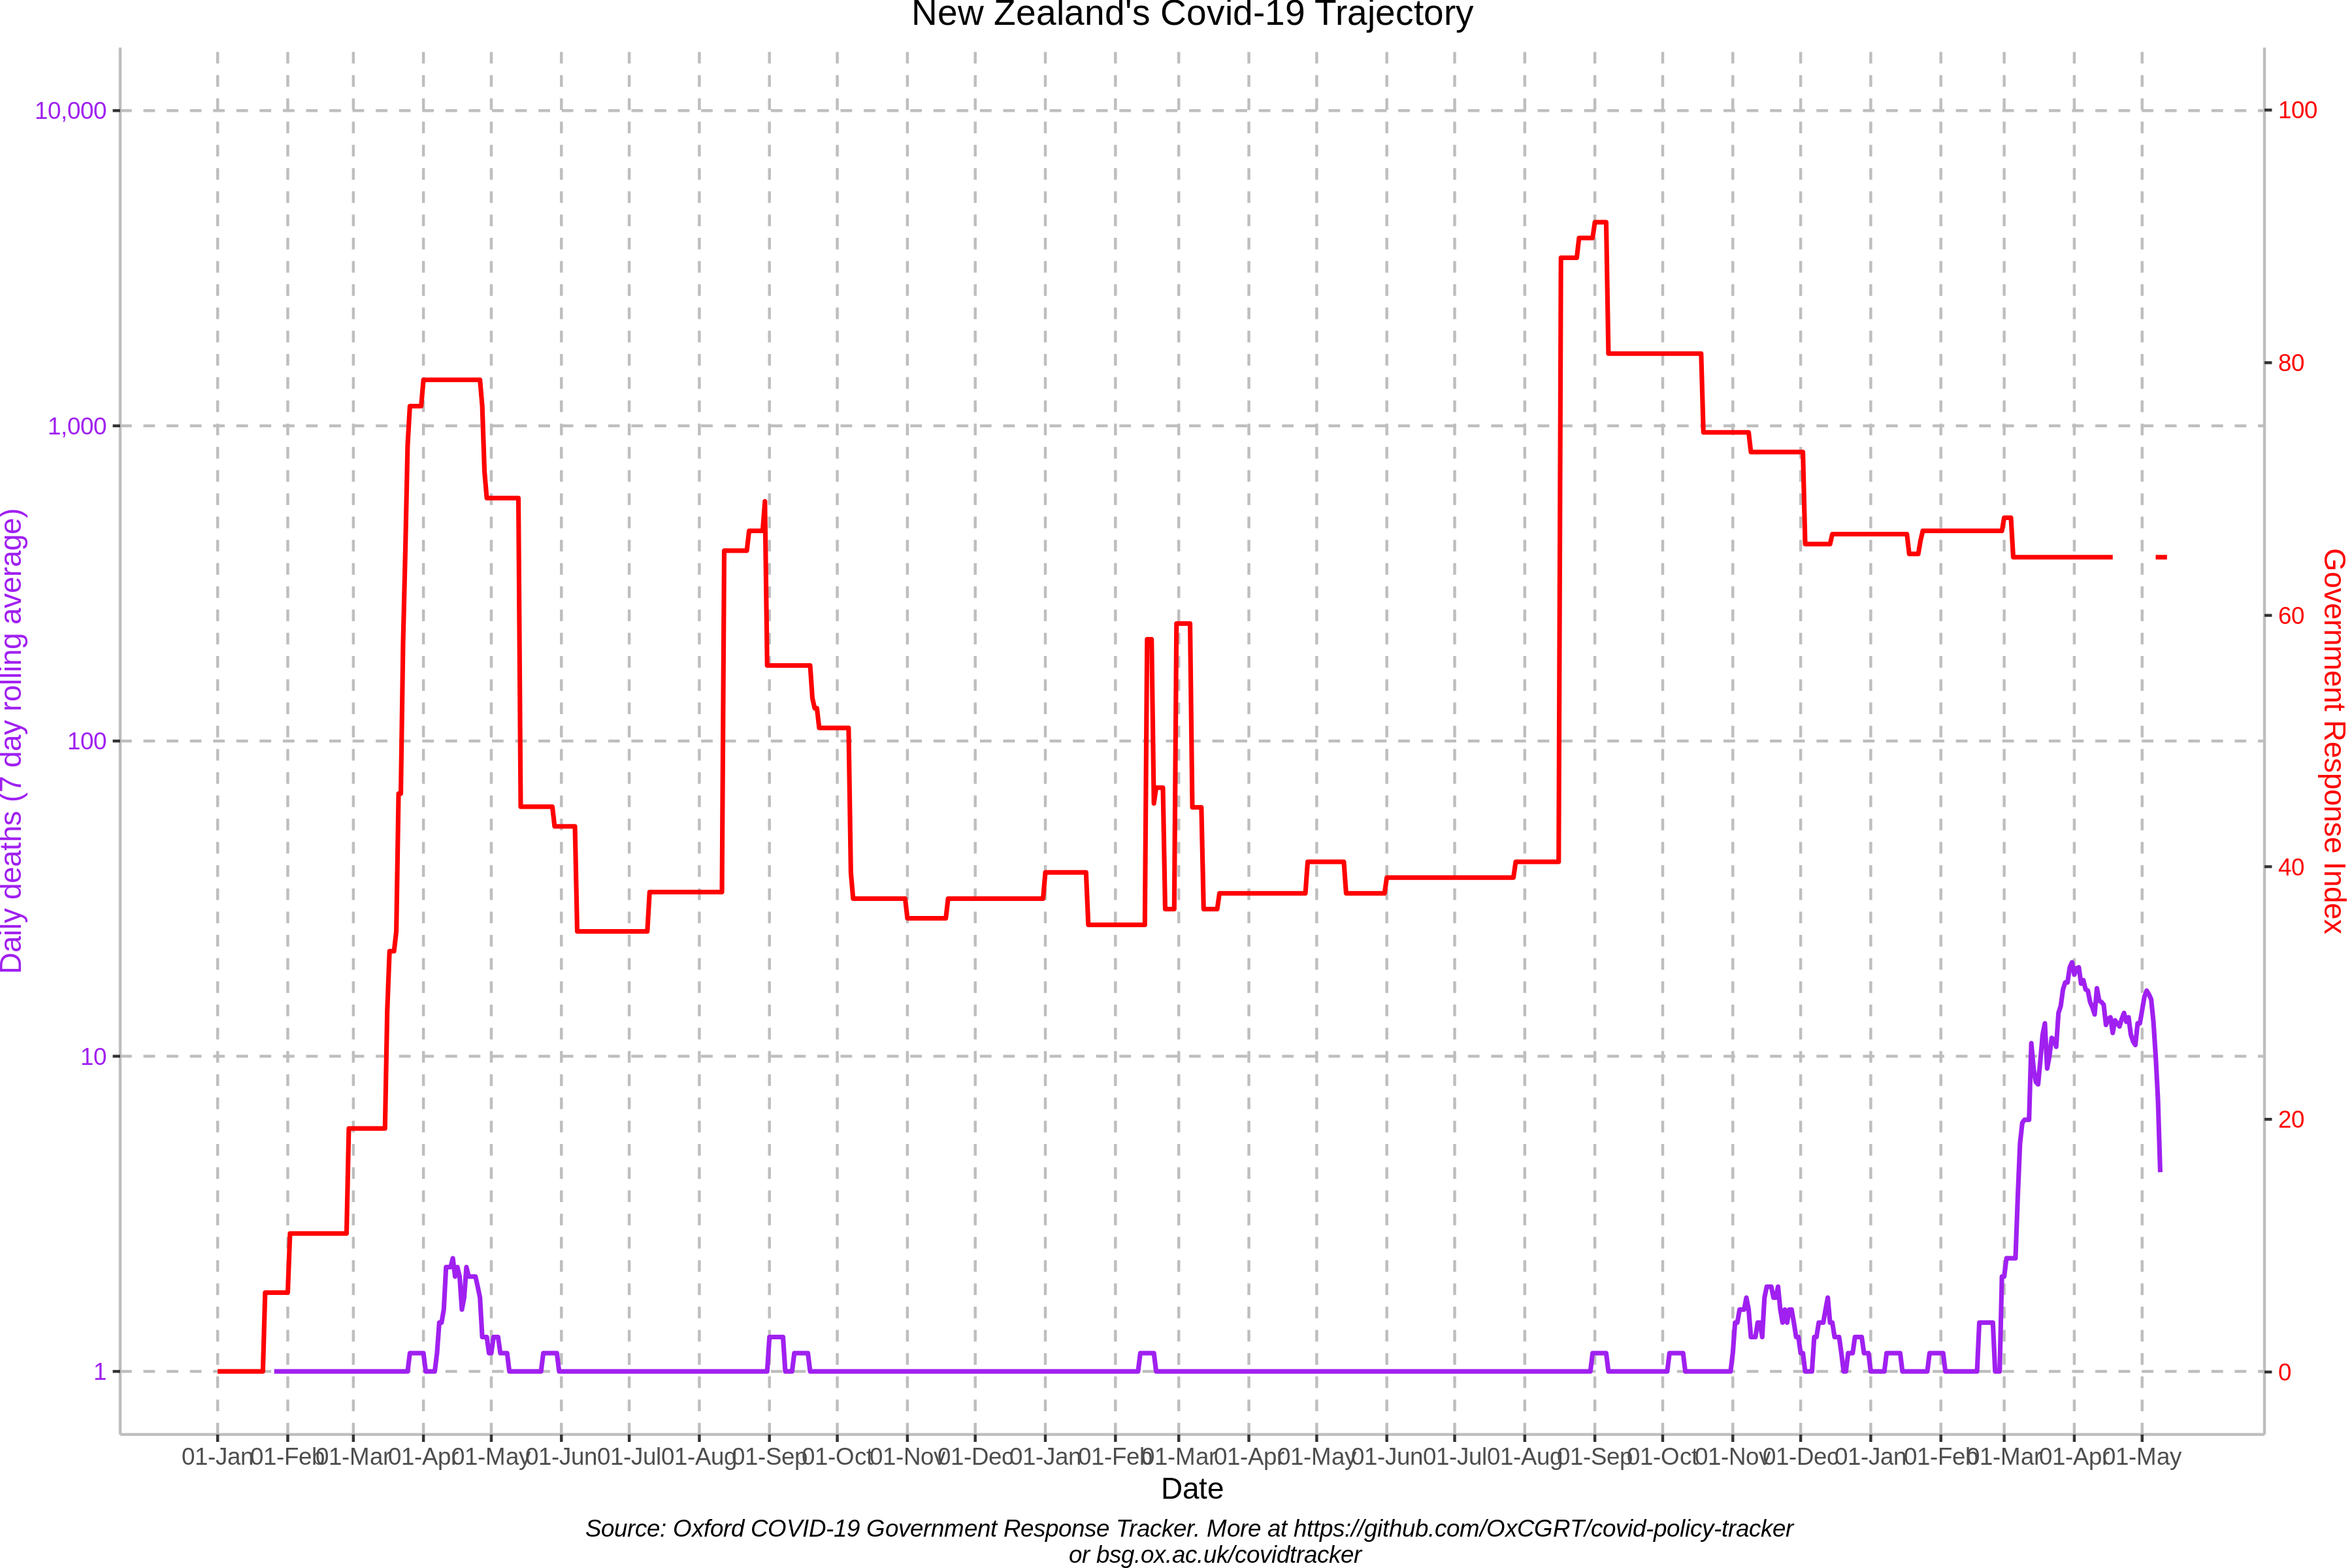 New Zealand's Covid-19 Trajectory
10,000
1,000
100
10
1
Daily deaths (7 day rolling average)
100
80
60
40
20
0
Government Response Index
01-Jan 01-Feb 01-Mar 01-Apr 01-May 01-Jun 01-Jul 01-Aug 01-Sep 01-Oct 01-Nov 01-Dec 01-Jan 01-Feb 01-Mar 01-Apr 01-May 01-Jun 01-Jul 01-Aug 01-Sep 01-Oct 01-Nov 01-Dec 01-Jan 01-Feb 01-Mar 01-Apr 01-May
Date
Source: Oxford COVID-19 Government Response Tracker. More at https://github.com/OxCGRT/covid-policy-tracker
or bsg.ox.ac.uk/covidtracker